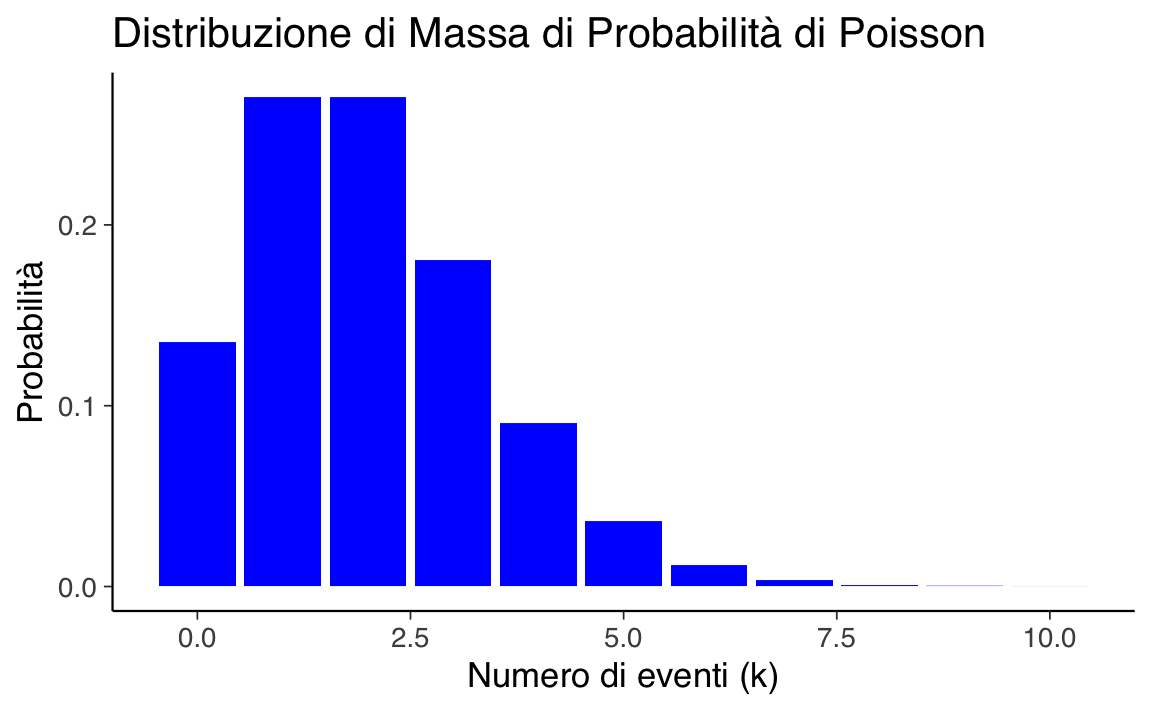 Distribuzione di Massa di Probabilità di Poisson
Probabilità
0.2
0.1
0.0
0.0 2.5 5.0 7.5 10.0
Numero di eventi (k)